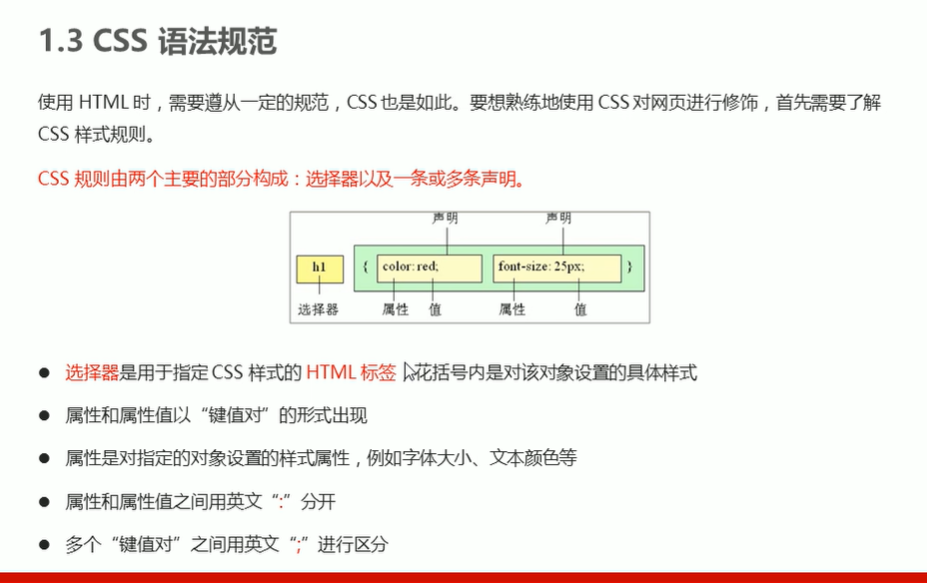 1.3 CSS 语法规范
使用 HTML 时，需要遵从一定的规范，CSS也是如此。要想熟练地使用 CSS 对网页进行修饰，首先需要了解
CSS 样式规则。
CSS 规则由两个主要的部分构成：选择器以及一条或多条声明。
声明 声明
h1 { color: red; font-size: 25px; }
选择器 属性 值 属性 值
● 选择器是用于指定 CSS 样式的 HTML 标签，花括号内是对该对象设置的具体样式
● 属性和属性值以“键值对”的形式出现
● 属性是对指定的对象设置的样式属性，例如字体大小、文本颜色等
● 属性和属性值之间用英文“:”分开
● 多个“键值对”之间用英文“;”进行区分